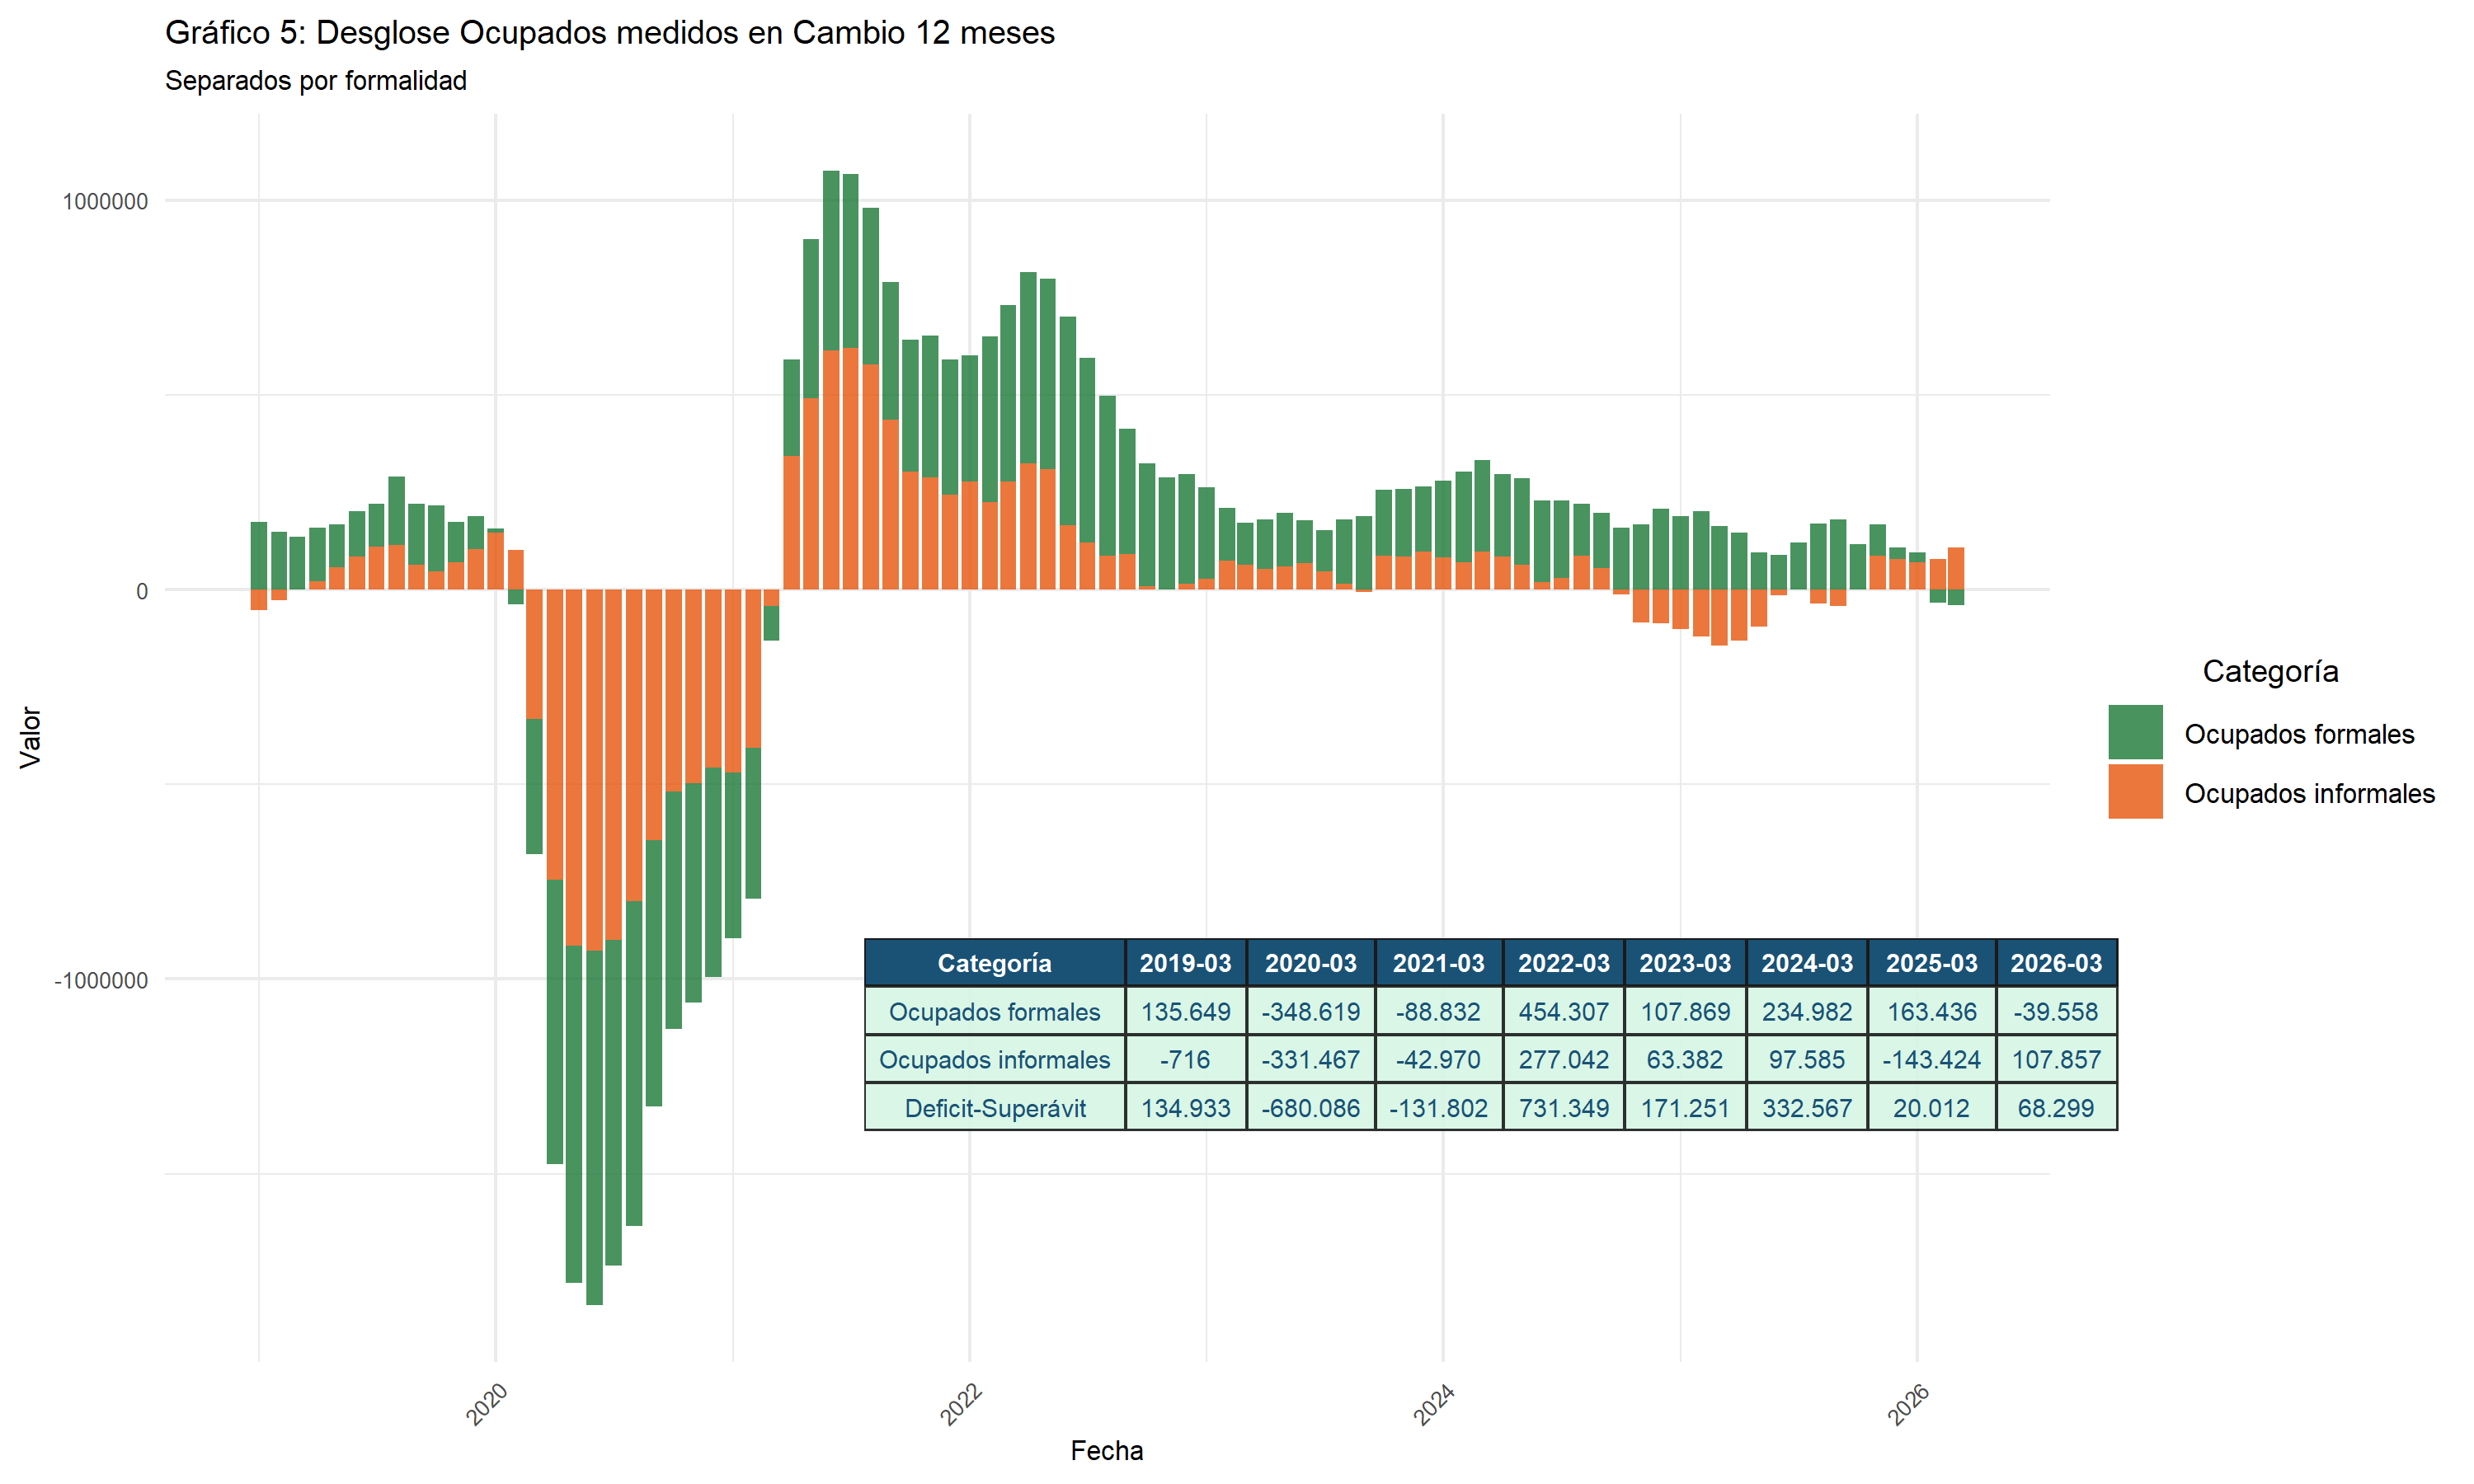 Gráfico 5: Desglose Ocupados medidos en Cambio 12 meses
Separados por formalidad
1000000
0
-1000000
Valor
2020
2022
2024
2026
Fecha
Categoría
Ocupados formales
Ocupados informales
Categoría 2019-03 2020-03 2021-03 2022-03 2023-03 2024-03 2025-03 2026-03
Ocupados formales 135.649 -348.619 -88.832 454.307 107.869 234.982 163.436 -39.558
Ocupados informales -716 -331.467 -42.970 277.042 63.382 97.585 -143.424 107.857
Deficit-Superávit 134.933 -680.086 -131.802 731.349 171.251 332.567 20.012 68.299